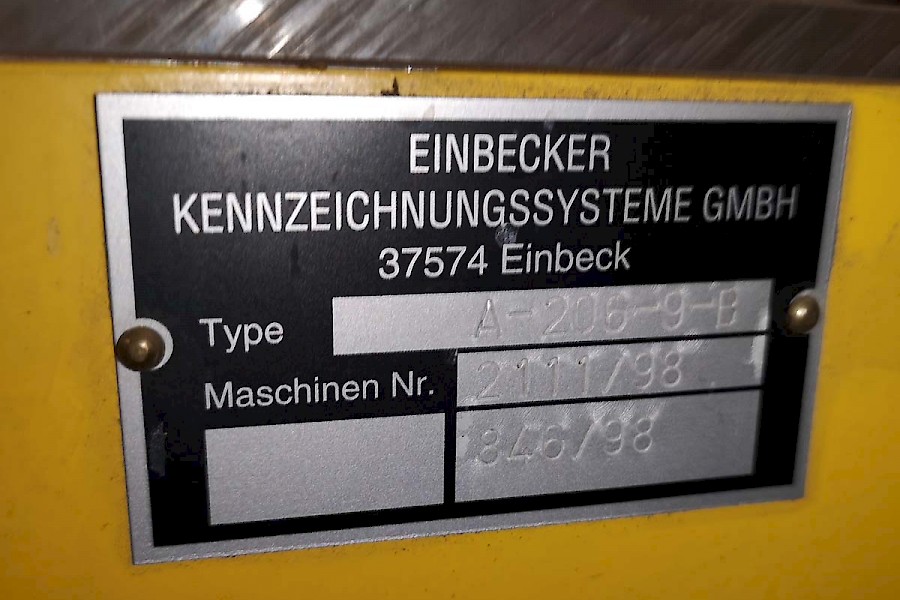 EINBECKER
KENNZEICHNUNGSSYSTEME GMBH
37574 Einbeck
Type A-206-9-B
Maschinen Nr. 2111/98
846/98